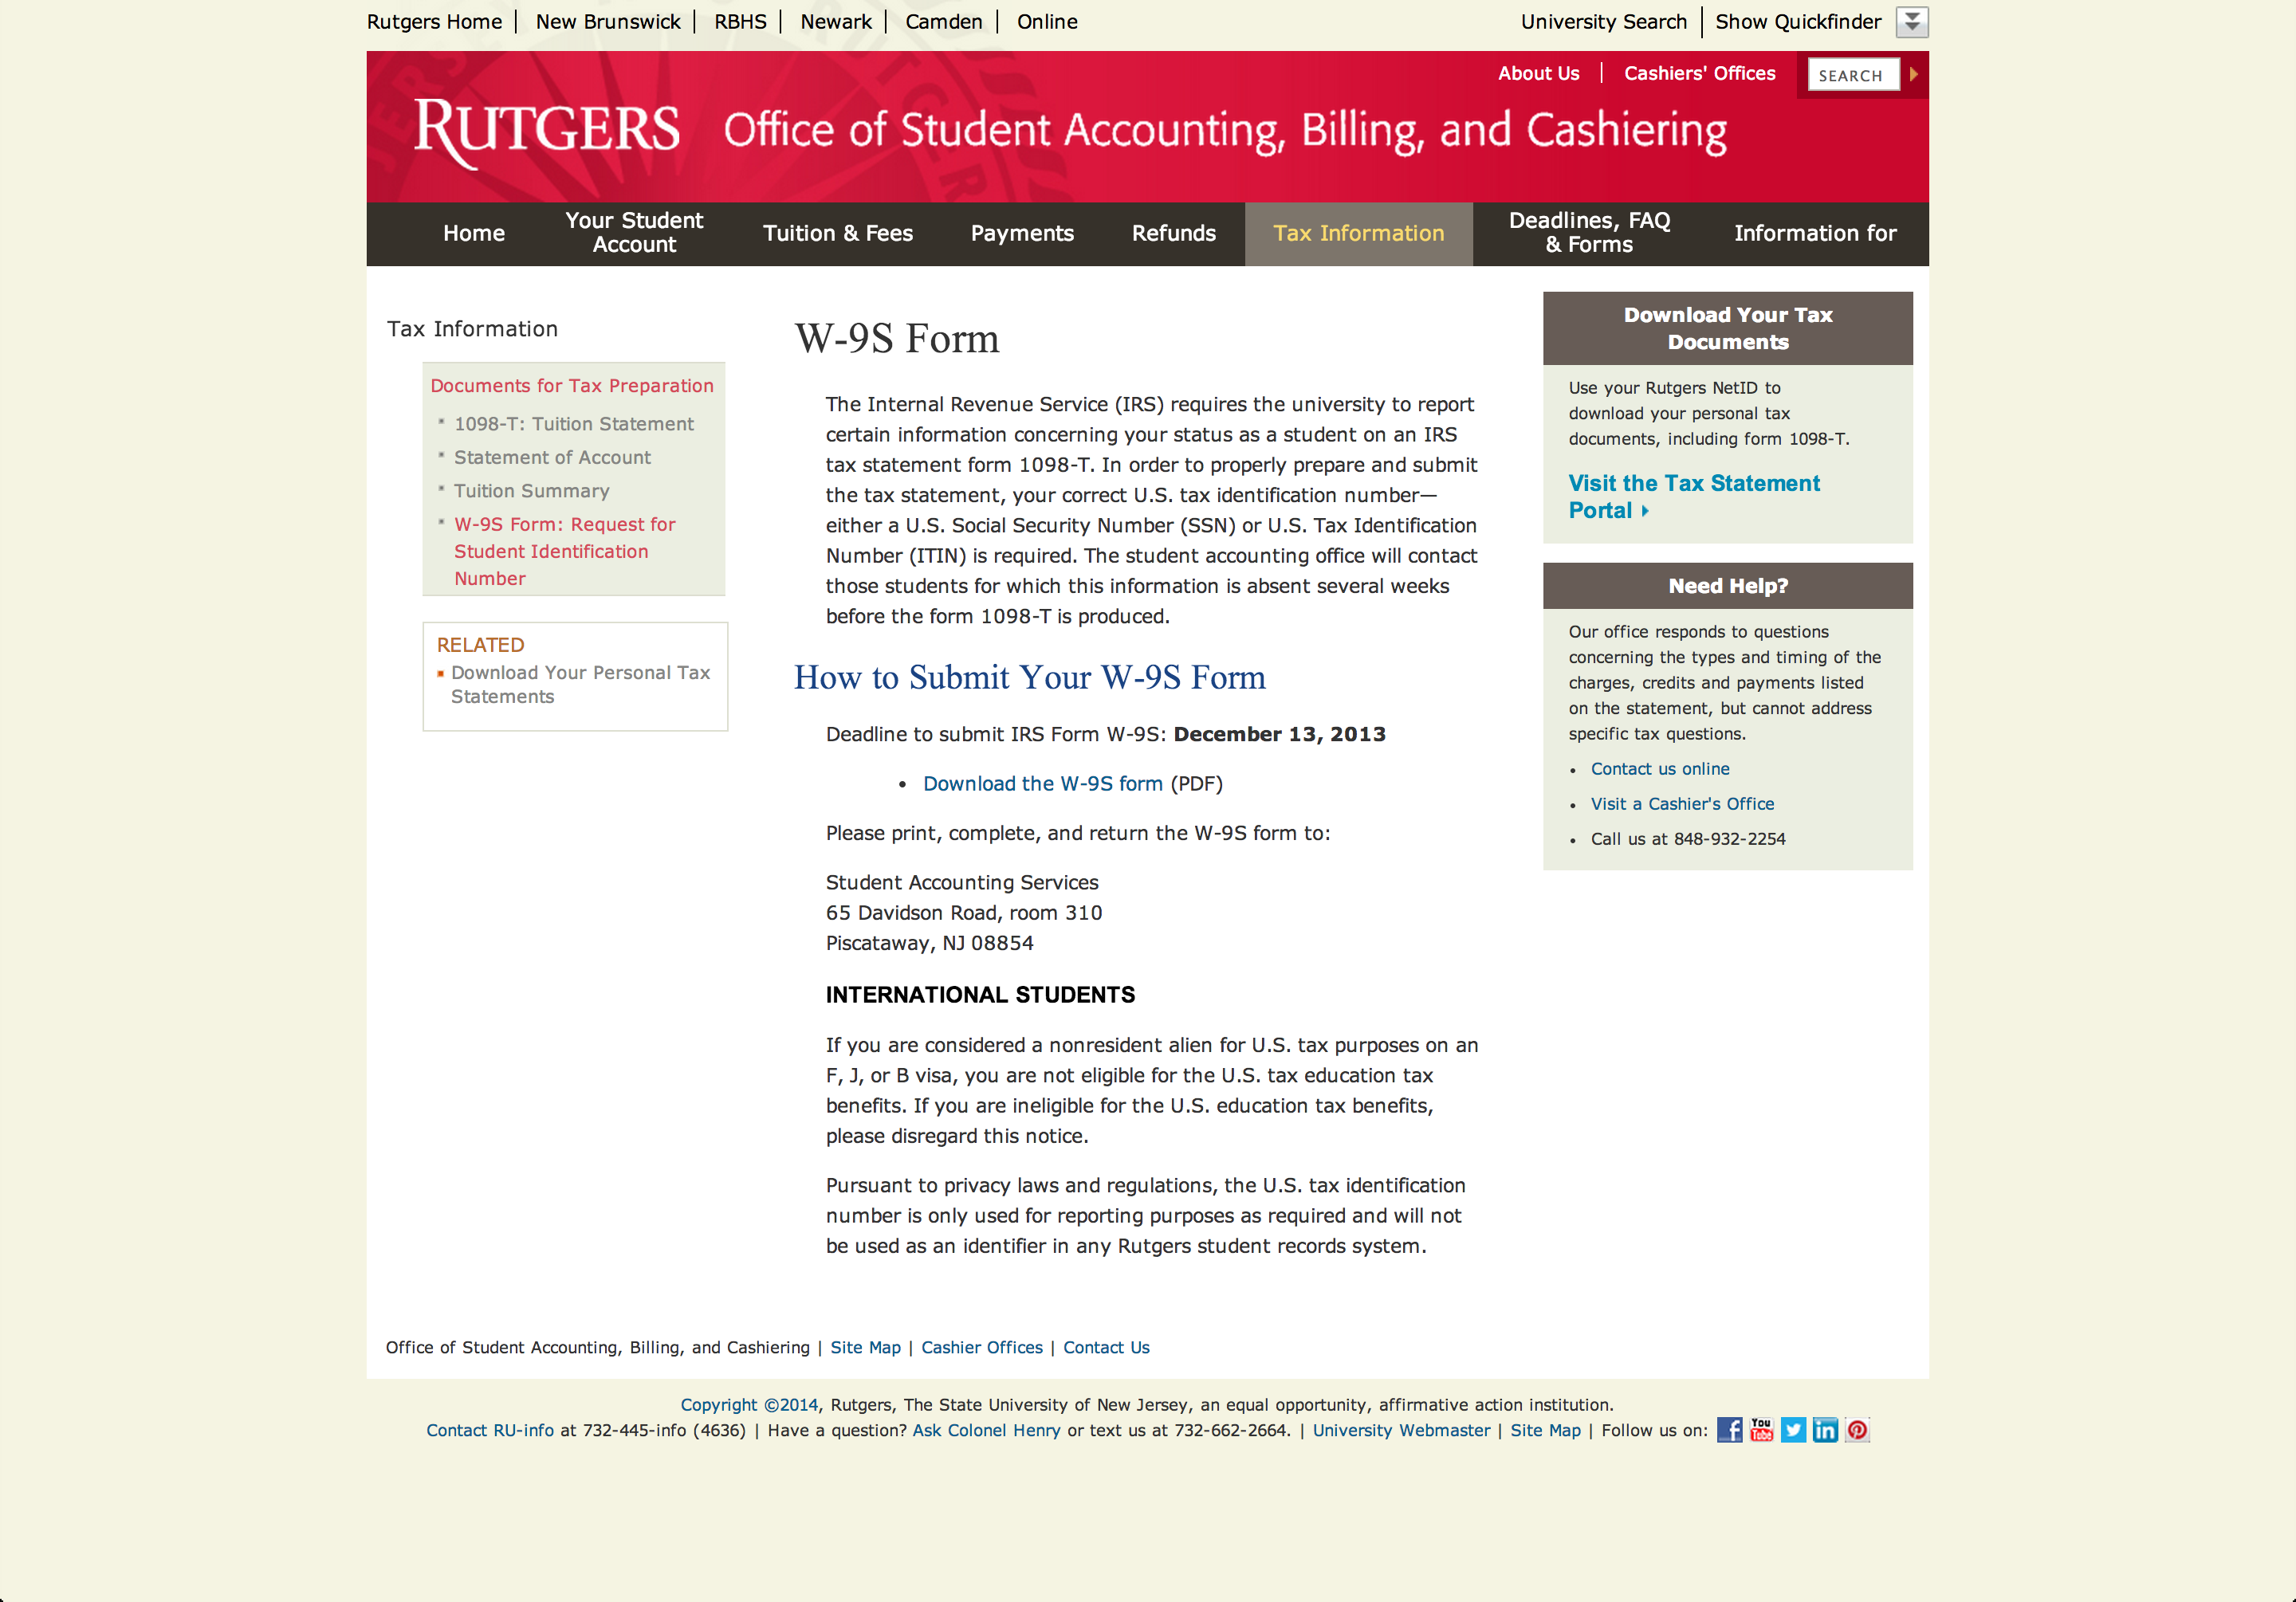 Rutgers Home | New Brunswick | RBHS | Newark | Camden | Online
University Search | Show Quickfinder
About Us | Cashiers' Offices
SEARCH
RUTGERS Office of Student Accounting, Billing, and Cashiering
Home
Your Student
Account
Tuition & Fees
Payments
Refunds
Tax Information
Deadlines, FAQ
& Forms
Information for
Tax Information
Documents for Tax Preparation
1098-T: Tuition Statement
Statement of Account
Tuition Summary
W-9S Form: Request for
Student Identification
Number
RELATED
Download Your Personal Tax
Statements
W-9S Form
The Internal Revenue Service (IRS) requires the university to report
certain information concerning your status as a student on an IRS
tax statement form 1098-T. In order to properly prepare and submit
the tax statement, your correct U.S. tax identification number—
either a U.S. Social Security Number (SSN) or U.S. Tax Identification
Number (ITIN) is required. The student accounting office will contact
those students for which this information is absent several weeks
before the form 1098-T is produced.
How to Submit Your W-9S Form
Deadline to submit IRS Form W-9S: December 13, 2013
• Download the W-9S form (PDF)
Please print, complete, and return the W-9S form to:
Student Accounting Services
65 Davidson Road, room 310
Piscataway, NJ 08854
INTERNATIONAL STUDENTS
If you are considered a nonresident alien for U.S. tax purposes on an
F, J, or B visa, you are not eligible for the U.S. tax education tax
benefits. If you are ineligible for the U.S. education tax benefits,
please disregard this notice.
Pursuant to privacy laws and regulations, the U.S. tax identification
number is only used for reporting purposes as required and will not
be used as an identifier in any Rutgers student records system.
Download Your Tax
Documents
Use your Rutgers NetID to
download your personal tax
documents, including form 1098-T.
Visit the Tax Statement
Portal
Need Help?
Our office responds to questions
concerning the types and timing of the
charges, credits and payments listed
on the statement, but cannot address
specific tax questions.
• Contact us online
• Visit a Cashier's Office
• Call us at 848-932-2254
Office of Student Accounting, Billing, and Cashiering | Site Map | Cashier Offices | Contact Us
Copyright ©2014, Rutgers, The State University of New Jersey, an equal opportunity, affirmative action institution.
Contact RU-info at 732-445-info (4636) | Have a question? Ask Colonel Henry or text us at 732-662-2664. | University Webmaster | Site Map | Follow us on: f You Tube in